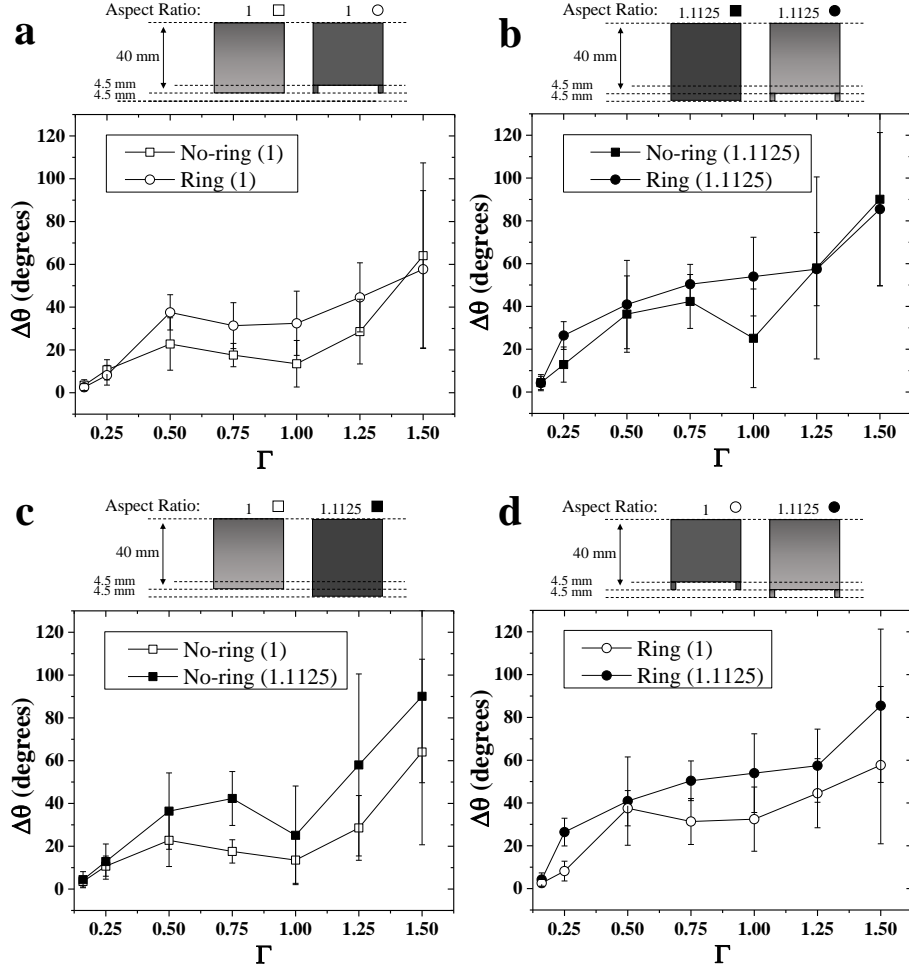 a
Aspect Ratio: 1 1
40 mm
4.5 mm
4.5 mm
No-ring (1)
Ring (1)
120
100
80
60
40
20
0
Δθ (degrees)
0.25 0.50 0.75 1.00 1.25 1.50
Γ
b
Aspect Ratio: 1.1125 1.1125
40 mm
4.5 mm
4.5 mm
No-ring (1.1125)
Ring (1.1125)
120
100
80
60
40
20
0
Δθ (degrees)
0.25 0.50 0.75 1.00 1.25 1.50
Γ
c
Aspect Ratio: 1 1.1125
40 mm
4.5 mm
4.5 mm
No-ring (1)
No-ring (1.1125)
120
100
80
60
40
20
0
Δθ (degrees)
0.25 0.50 0.75 1.00 1.25 1.50
Γ
d
Aspect Ratio: 1 1.1125
40 mm
4.5 mm
4.5 mm
Ring (1)
Ring (1.1125)
120
100
80
60
40
20
0
Δθ (degrees)
0.25 0.50 0.75 1.00 1.25 1.50
Γ